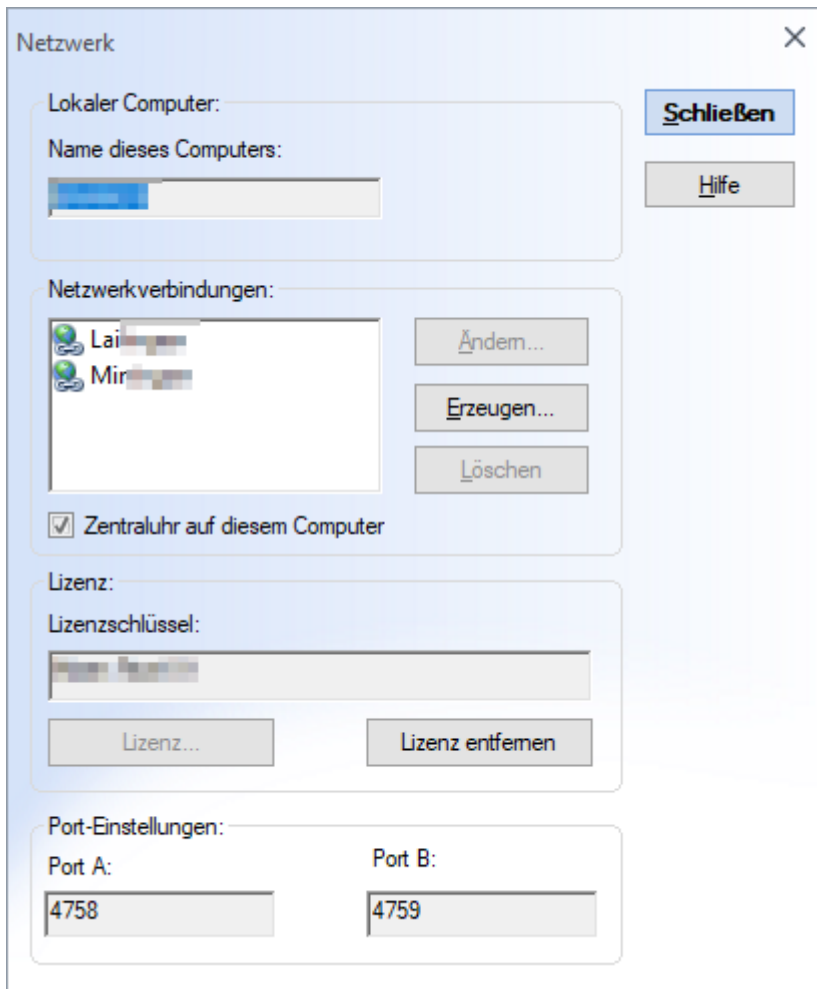 Netzwerk
Lokaler Computer:
Schließen
Name dieses Computers:
Hilfe
Netzwerkverbindungen:
Ändern...
Erzeugen...
Löschen
Zentraluhr auf diesem Computer
Lizenz:
Lizenzschlüssel:
Lizenz...
Lizenz entfernen
Port-Einstellungen:
Port A:
Port B:
4758
4759